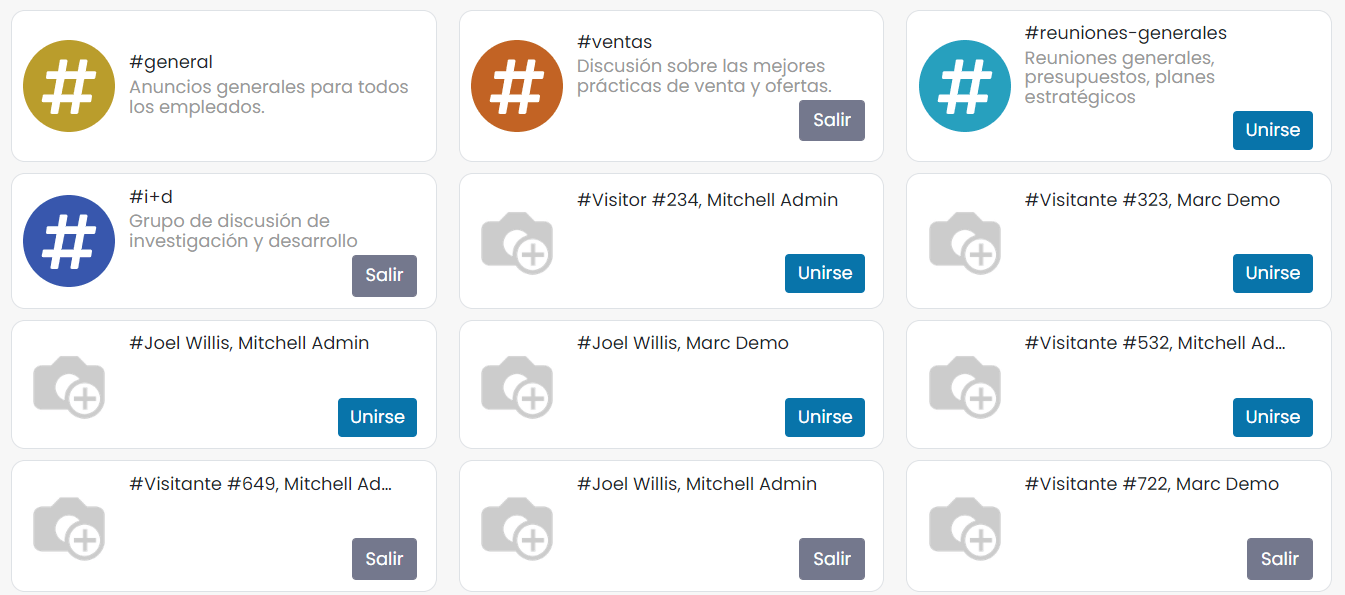 #general
Anuncios generales para todos
los empleados.
#ventas
Discusión sobre las mejores
prácticas de venta y ofertas.
Salir
#reuniones-generales
Reuniones generales,
presupuestos, planes
estratégicos
Unirse
#i+d
Grupo de discusión de
investigación y desarrollo
Salir
#Visitor #234, Mitchell Admin
Unirse
#Visitante #323, Marc Demo
Unirse
#Joel Willis, Mitchell Admin
Unirse
#Joel Willis, Marc Demo
Unirse
#Visitante #532, Mitchell Ad...
Unirse
#Visitante #649, Mitchell Ad...
Salir
#Joel Willis, Mitchell Admin
Salir
#Visitante #722, Marc Demo
Salir